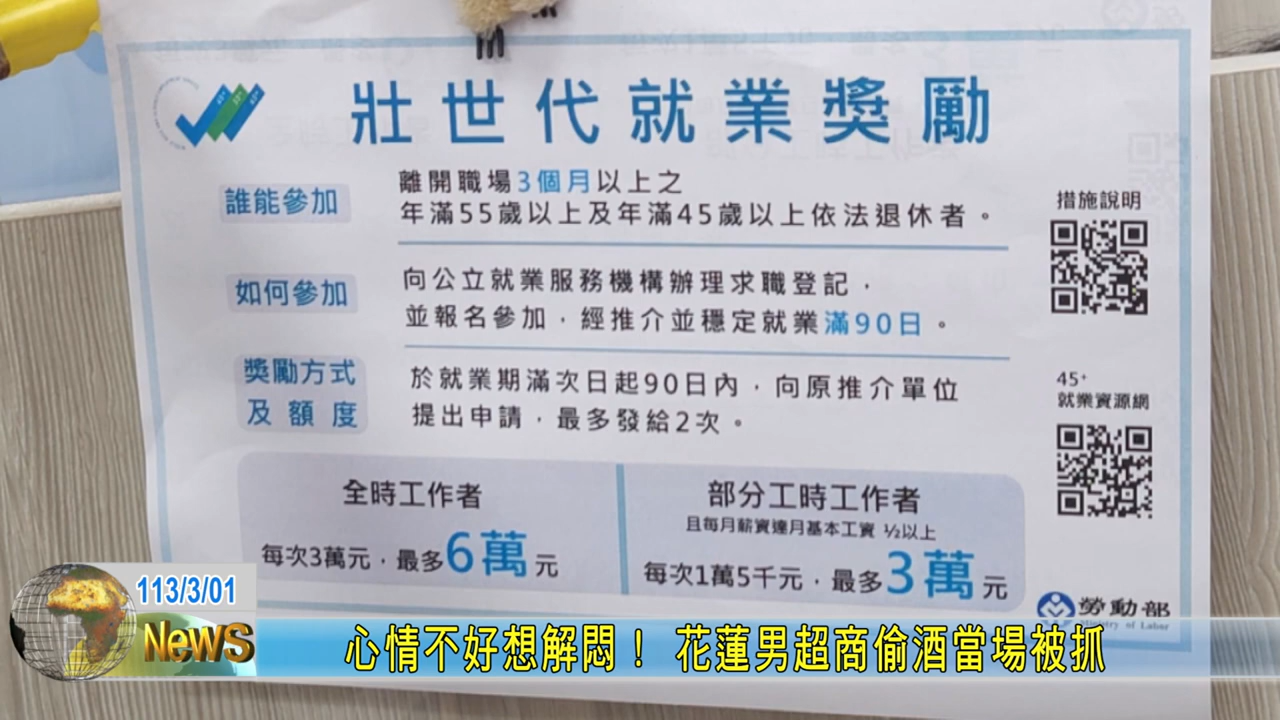 壯世代就業獎勵
誰能參加
離開職場3個月以上之
年滿55歲以上及年滿45歲以上依法退休者。
措施說明
如何參加
向公立就業服務機構辦理求職登記，
並報名參加，經推介並穩定就業滿90日。
獎勵方式
及額度
於就業期滿次日起90日內，向原推介單位
提出申請，最多發給2次。
45+
就業資源網
全時工作者
每次3萬元，最多6萬元
部分工時工作者
且每月薪資達月基本工資 ½以上
每次1萬5千元，最多3萬元
勞動部
Ministry of Labor
113/3/01
NewS
心情不好想解悶！ 花蓮男超商偷酒當場被抓